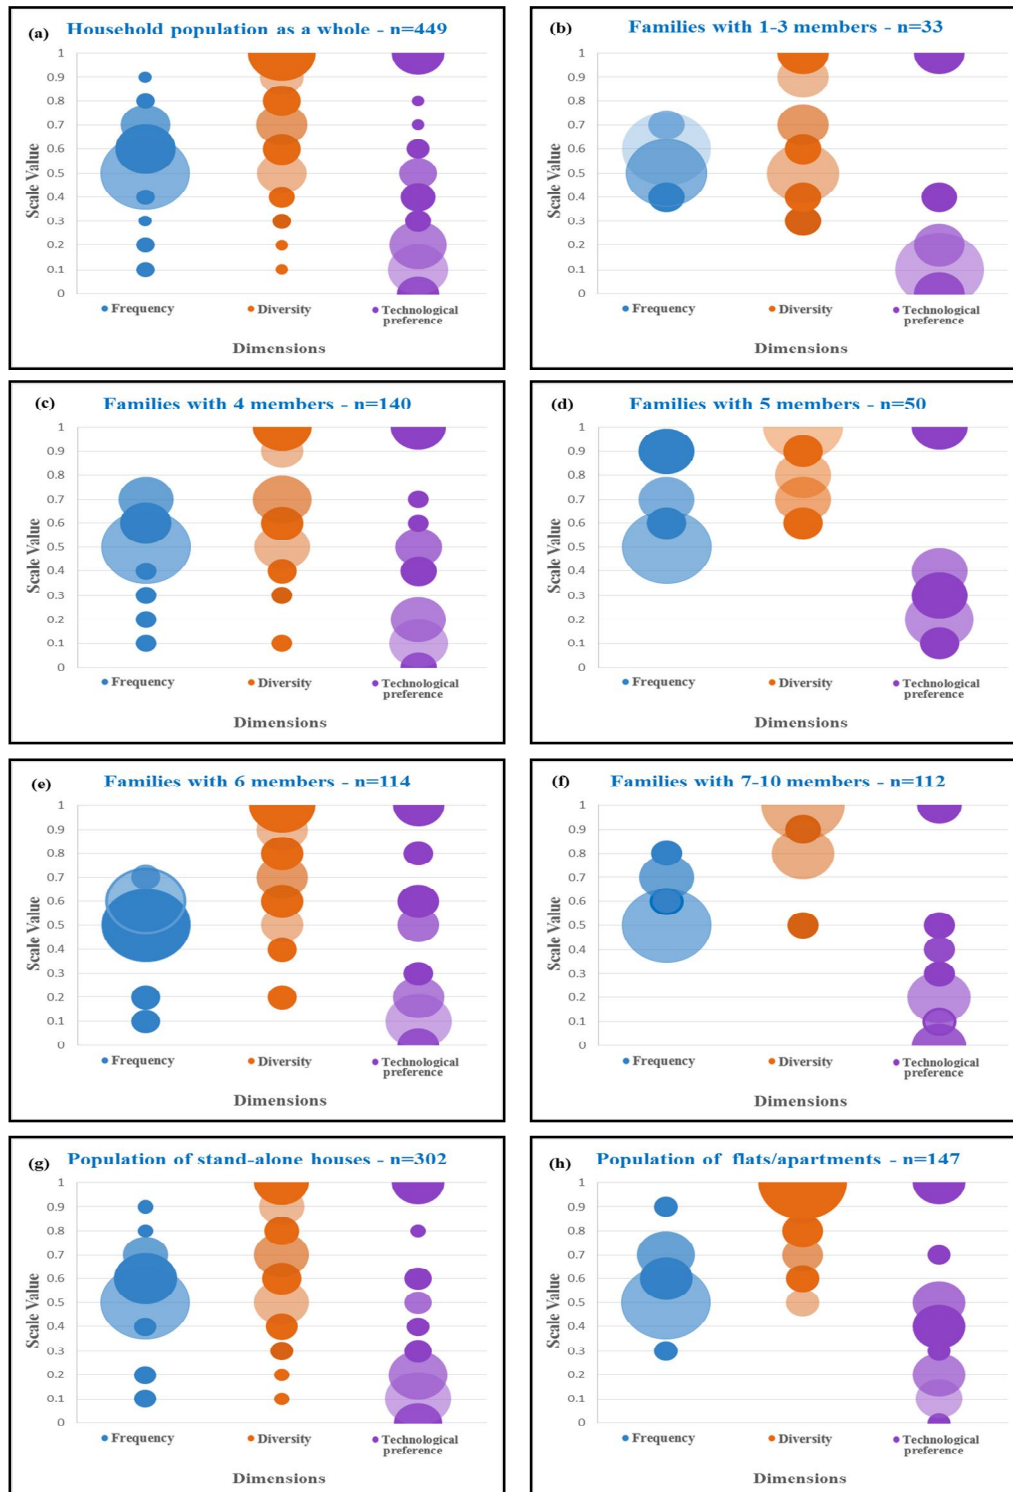 (a) Household population as a whole - n=449
1
0.9
0.8
0.7
0.6
0.5
0.4
0.3
0.2
0.1
0
Scale Value
Frequency
Diversity
Technological
preference
Dimensions
(b) Families with 1-3 members - n=33
1
0.9
0.8
0.7
0.6
0.5
0.4
0.3
0.2
0.1
0
Scale Value
Frequency
Diversity
Technological
preference
Dimensions
(c) Families with 4 members - n=140
1
0.9
0.8
0.7
0.6
0.5
0.4
0.3
0.2
0.1
0
Scale Value
Frequency
Diversity
Technological
preference
Dimensions
(d) Families with 5 members - n=50
1
0.9
0.8
0.7
0.6
0.5
0.4
0.3
0.2
0.1
0
Scale Value
Frequency
Diversity
Technological
preference
Dimensions
(e) Families with 6 members - n=114
1
0.9
0.8
0.7
0.6
0.5
0.4
0.3
0.2
0.1
0
Scale Value
Frequency
Diversity
Technological
preference
Dimensions
(f) Families with 7-10 members - n=112
1
0.9
0.8
0.7
0.6
0.5
0.4
0.3
0.2
0.1
0
Scale Value
Frequency
Diversity
Technological
preference
Dimensions
(g) Population of stand-alone houses - n=302
1
0.9
0.8
0.7
0.6
0.5
0.4
0.3
0.2
0.1
0
Scale Value
Frequency
Diversity
Technological
preference
Dimensions
(h) Population of flats/apartments - n=147
1
0.9
0.8
0.7
0.6
0.5
0.4
0.3
0.2
0.1
0
Scale Value
Frequency
Diversity
Technological
preference
Dimensions